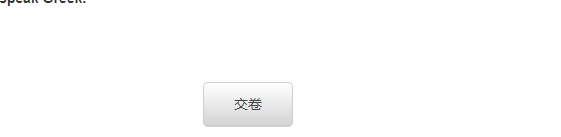 speak Greek.
交卷